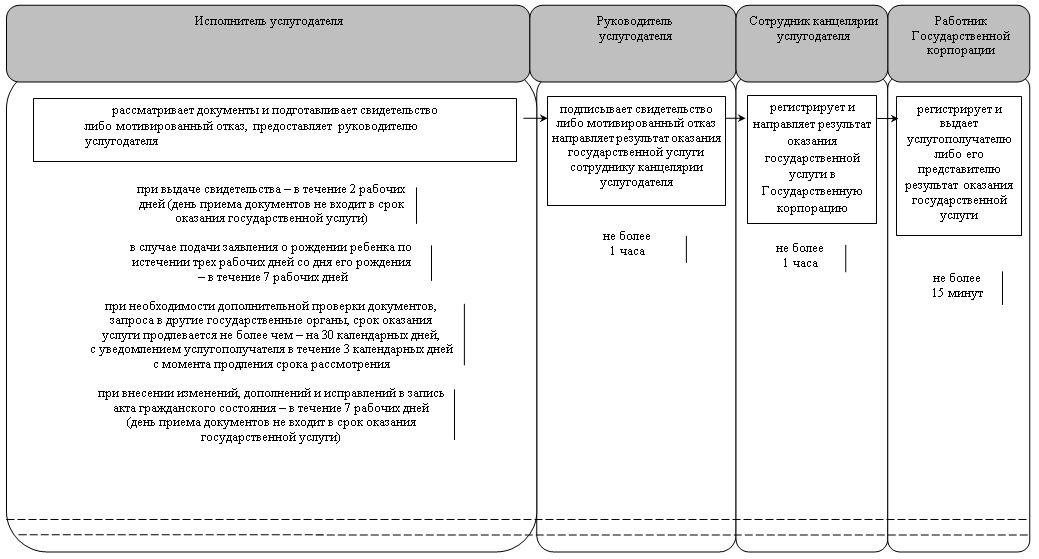 Исполнитель услугодателя
Руководитель
услугодателя
Сотрудник канцелярии
услугодателя
Работник
Государственной
корпорации
рассматривает документы и подготавливает свидетельство
либо мотивированный отказ, предоставляет руководителю
услугодателя
при выдаче свидетельства – в течение 2 рабочих
дней (день приема документов не входит в срок
оказания государственной услуги)
в случае подачи заявления о рождении ребенка по
истечении трех рабочих дней со дня его рождения
– в течение 7 рабочих дней
при необходимости дополнительной проверки документов,
запроса в другие государственные органы, срок оказания
услуги продлевается не более чем – на 30 календарных дней,
с уведомлением услугополучателя в течение 3 календарных дней
с момента продления срока рассмотрения
при внесении изменений, дополнений и исправлений в запись
акта гражданского состояния – в течение 7 рабочих дней
(день приема документов не входит в срок оказания
государственной услуги)
подписывает свидетельство
либо мотивированный отказ
направляет результат оказания
государственной услуги
сотруднику канцелярии
услугодателя
не более
1 часа
регистрирует и
направляет результат
оказания
государственной
услуги в
Государственную
корпорацию
не более
1 часа
регистрирует и
выдает
услугополучателю
либо его
представителю
результат оказания
государственной
услуги
не более
15 минут